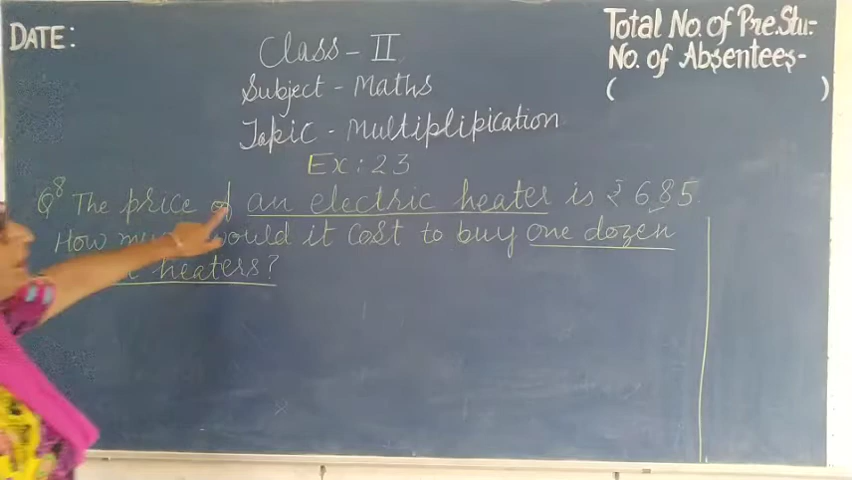 DATE:
Total No. of Pre.Stu:-
No. of Absentees-
( )
Class - II
Subject - Maths
Topic - Multiplipication
Ex: 23
Q8 The price of an electric heater is ₹ 685.
How would it cost to buy one dozen
heaters?